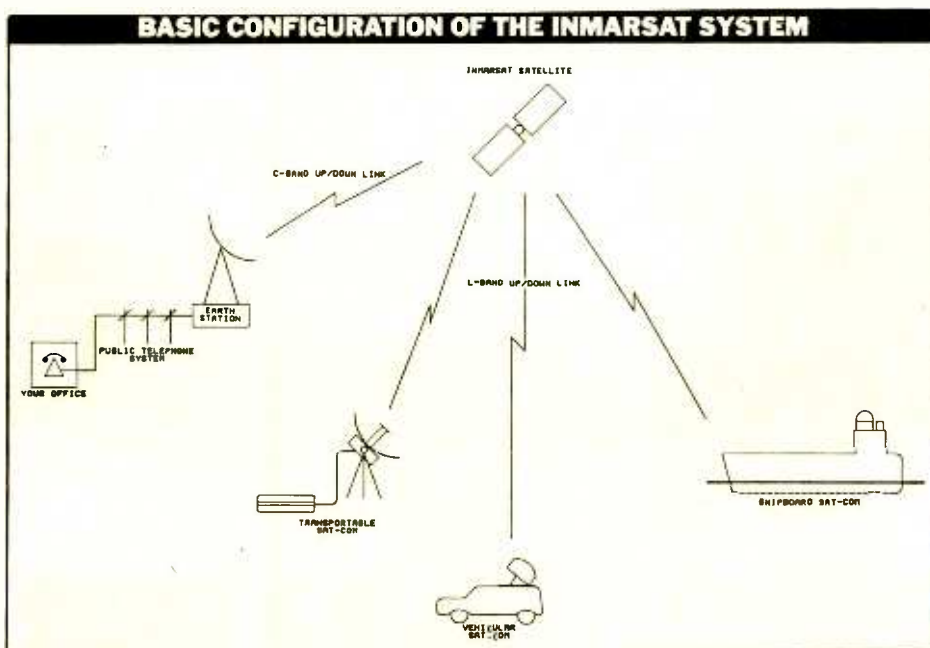 BASIC CONFIGURATION OF THE INMARSAT SYSTEM
INMARSAT SATELLITE
C-BAND UP/DOWN LINK
L-BAND UP/DOWN LINK
EARTH
STATION
PUBLIC TELEPHONE
SYSTEM
YOUR OFFICE
TRANSPORTABLE
SAT-COM
SHIPBOARD SAT-COM
VEHICULAR
SAT-COM